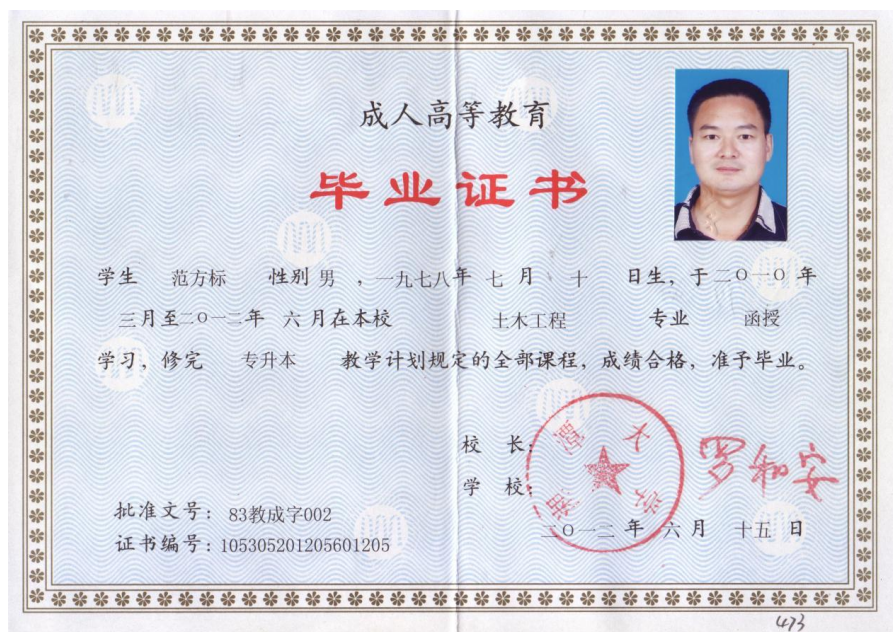 成人高等教育
毕业证书
学生 范方标 性别 男 , 一九七八年 七 月 十 日生, 于二〇一〇年
三月至二〇一二年 六月在本校 土木工程 专业 函授
学习, 修完 专升本 教学计划规定的全部课程, 成绩合格, 准予毕业。
校 长: 罗和安
学 校:
湘潭大学
批准文号: 83教成字002
二〇一二 年 六 月 十五 日
证书编号: 105305201205601205
473